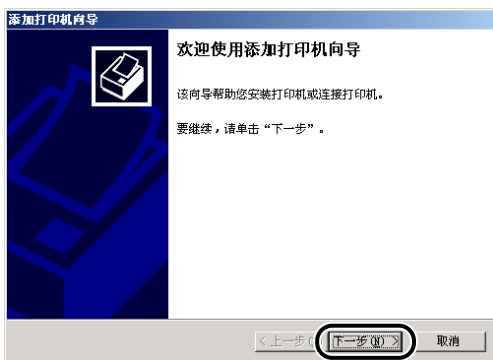 添加打印机向导
欢迎使用添加打印机向导
该向导帮助您安装打印机或连接打印机。
要继续，请单击“下一步”。
< 上一步( 下一步(N) > 取消